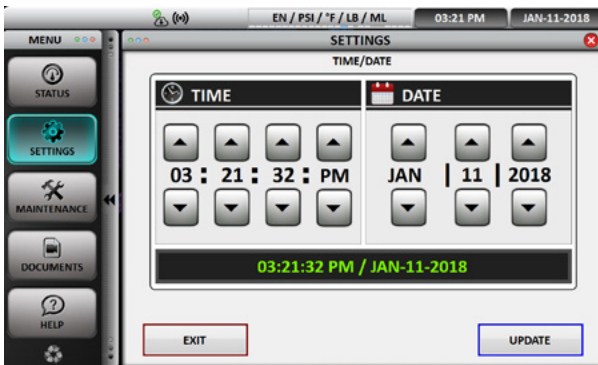 EN / PSI / °F / LB / ML 03:21 PM JAN-11-2018
MENU SETTINGS
TIME/DATE
STATUS
SETTINGS
MAINTENANCE
DOCUMENTS
HELP
TIME
03 : 21 : 32 : PM
DATE
JAN | 11 | 2018
03:21:32 PM / JAN-11-2018
EXIT UPDATE